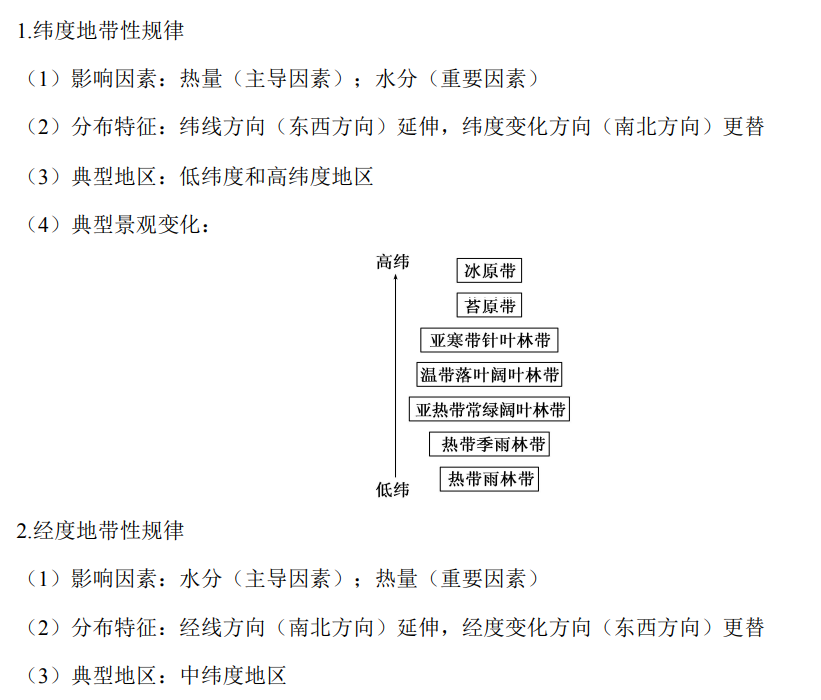 1.纬度地带性规律
（1）影响因素：热量（主导因素）；水分（重要因素）
（2）分布特征：纬线方向（东西方向）延伸，纬度变化方向（南北方向）更替
（3）典型地区：低纬度和高纬度地区
（4）典型景观变化：
高纬
冰原带
苔原带
亚寒带针叶林带
温带落叶阔叶林带
亚热带常绿阔叶林带
热带季雨林带
热带雨林带
低纬
2.经度地带性规律
（1）影响因素：水分（主导因素）；热量（重要因素）
（2）分布特征：经线方向（南北方向）延伸，经度变化方向（东西方向）更替
（3）典型地区：中纬度地区